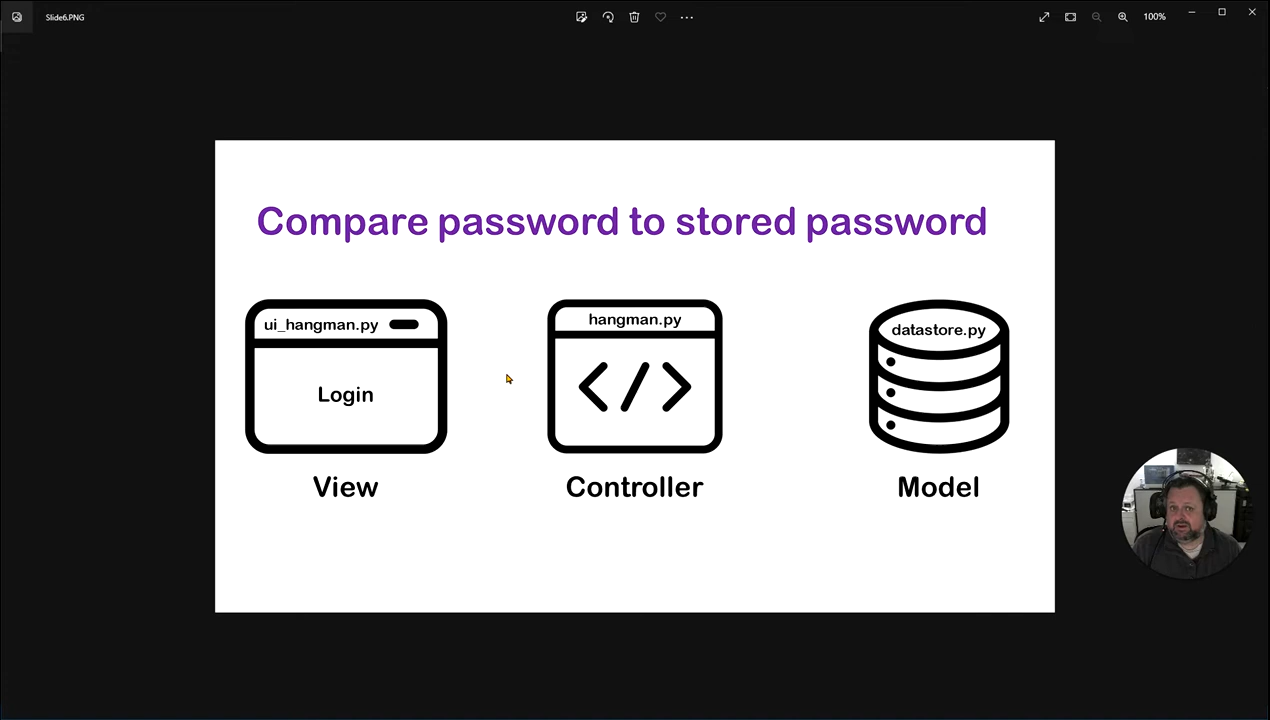 Slide6.PNG
100%
Compare password to stored password
ui_hangman.py
hangman.py
datastore.py
Login
View
Controller
Model